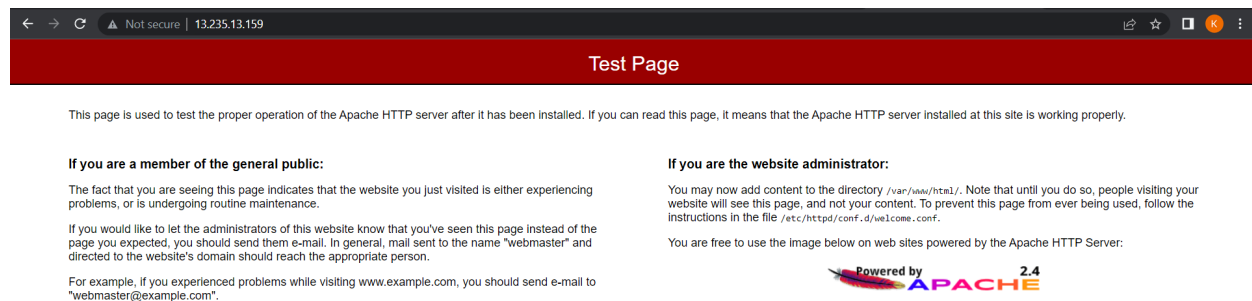 Not secure | 13.235.13.159
K
Test Page
This page is used to test the proper operation of the Apache HTTP server after it has been installed. If you can read this page, it means that the Apache HTTP server installed at this site is working properly.
If you are a member of the general public:
The fact that you are seeing this page indicates that the website you just visited is either experiencing
problems, or is undergoing routine maintenance.
If you would like to let the administrators of this website know that you've seen this page instead of the
page you expected, you should send them e-mail. In general, mail sent to the name "webmaster" and
directed to the website's domain should reach the appropriate person.
For example, if you experienced problems while visiting www.example.com, you should send e-mail to
"webmaster@example.com".
If you are the website administrator:
You may now add content to the directory /var/www/html/. Note that until you do so, people visiting your
website will see this page, and not your content. To prevent this page from ever being used, follow the
instructions in the file /etc/httpd/conf.d/welcome.conf.
You are free to use the image below on web sites powered by the Apache HTTP Server:
Powered by 2.4
APACHE